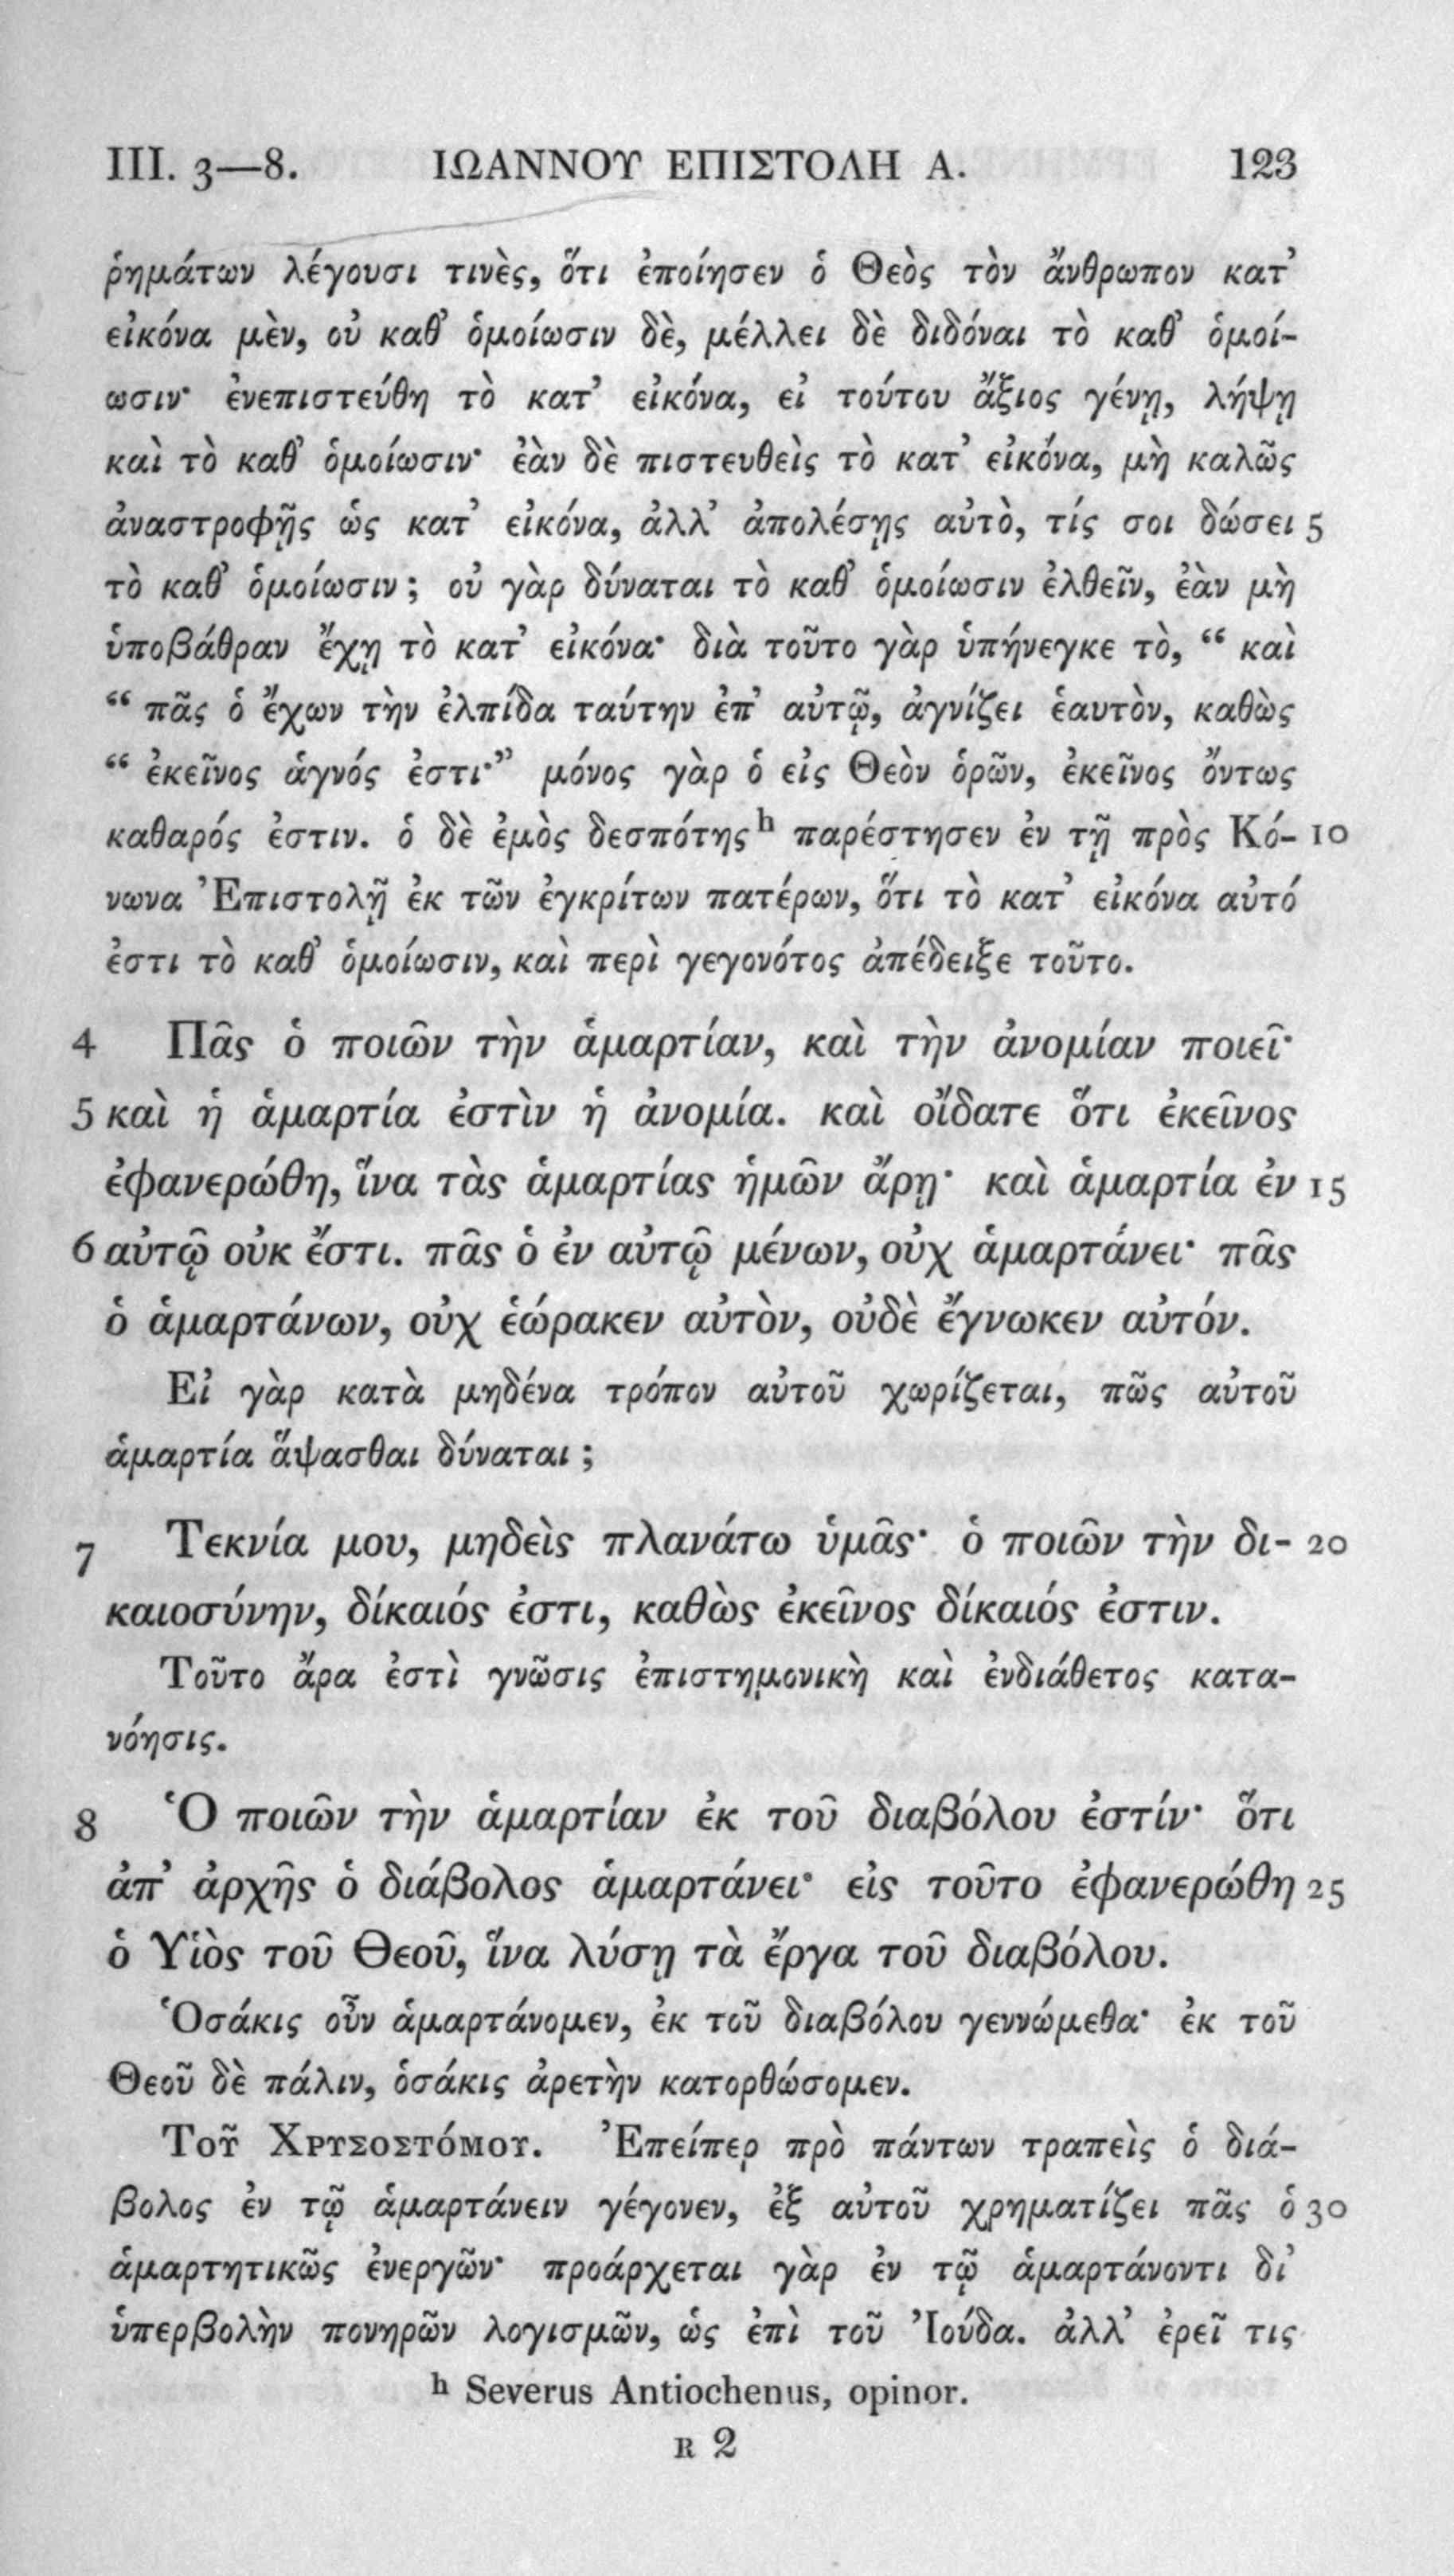 III. 3—8. ΙΩΑΝΝΟΥ ΕΠΙΣΤΟΛΗ Α. 123
ῥημάτων λέγουσι τινὲς, ὅτι ἐποίησεν ὁ Θεὸς τὸν ἄνθρωπον κατ’
εἰκόνα μὲν, οὐ καθ’ ὁμοίωσιν δὲ, μέλλει δὲ διδόναι τὸ καθ’ ὁμοί-
ωσιν· ἐνεπιστεύθη τὸ κατ’ εἰκόνα, εἰ τούτου ἄξιος γένῃ, λήψῃ
καὶ τὸ καθ’ ὁμοίωσιν· ἐὰν δὲ πιστευθεὶς τὸ κατ’ εἰκόνα, μὴ καλῶς
ἀναστροφῇς ὡς κατ’ εἰκόνα, ἀλλ’ ἀπολέσῃς αὐτὸ, τίς σοι δώσει 5
τὸ καθ’ ὁμοίωσιν; οὐ γὰρ δύναται τὸ καθ’ ὁμοίωσιν ἐλθεῖν, ἐὰν μὴ
ὑποβάθραν ἔχῃ τὸ κατ’ εἰκόνα· διὰ τοῦτο γὰρ ὑπήνεγκε τὸ, “ καὶ
“ πᾶς ὁ ἔχων τὴν ἐλπίδα ταύτην ἐπ’ αὐτῷ, ἁγνίζει ἑαυτὸν, καθὼς
“ ἐκεῖνος ἁγνός ἐστι·” μόνος γὰρ ὁ εἰς Θεὸν ὁρῶν, ἐκεῖνος ὄντως
καθαρός ἐστιν. ὁ δὲ ἐμὸς δεσπότης h παρέστησεν ἐν τῇ πρὸς Κό- 10
νωνα Ἐπιστολῇ ἐκ τῶν ἐγκρίτων πατέρων, ὅτι τὸ κατ’ εἰκόνα αὐτό
ἐστι τὸ καθ’ ὁμοίωσιν, καὶ περὶ γεγονότος ἀπέδειξε τοῦτο.
4 Πᾶς ὁ ποιῶν τὴν ἁμαρτίαν, καὶ τὴν ἀνομίαν ποιεῖ·
5 καὶ ἡ ἁμαρτία ἐστὶν ἡ ἀνομία. καὶ οἴδατε ὅτι ἐκεῖνος
ἐφανερώθη, ἵνα τὰς ἁμαρτίας ἡμῶν ἄρῃ· καὶ ἁμαρτία ἐν 15
6 αὐτῷ οὐκ ἔστι. πᾶς ὁ ἐν αὐτῷ μένων, οὐχ ἁμαρτάνει· πᾶς
ὁ ἁμαρτάνων, οὐχ ἑώρακεν αὐτὸν, οὐδὲ ἔγνωκεν αὐτόν.
Εἰ γὰρ κατὰ μηδένα τρόπον αὐτοῦ χωρίζεται, πῶς αὐτοῦ
ἁμαρτία ἅψασθαι δύναται;
7 Τεκνία μου, μηδεὶς πλανάτω ὑμᾶς· ὁ ποιῶν τὴν δι- 20
καιοσύνην, δίκαιός ἐστι, καθὼς ἐκεῖνος δίκαιός ἐστιν.
Τοῦτο ἄρα ἐστὶ γνῶσις ἐπιστημονικὴ καὶ ἐνδιάθετος κατα-
νόησις.
8 Ὁ ποιῶν τὴν ἁμαρτίαν ἐκ τοῦ διαβόλου ἐστίν· ὅτι
ἀπ’ ἀρχῆς ὁ διάβολος ἁμαρτάνει· εἰς τοῦτο ἐφανερώθη 25
ὁ Υἱὸς τοῦ Θεοῦ, ἵνα λύσῃ τὰ ἔργα τοῦ διαβόλου.
Ὁσάκις οὖν ἁμαρτάνομεν, ἐκ τοῦ διαβόλου γεννώμεθα· ἐκ τοῦ
Θεοῦ δὲ πάλιν, ὁσάκις ἀρετὴν κατορθώσομεν.
Τοῦ Χρυσοστόμου. Ἐπείπερ πρὸ πάντων τραπεὶς ὁ διά-
βολος ἐν τῷ ἁμαρτάνειν γέγονεν, ἐξ αὐτοῦ χρηματίζει πᾶς ὁ 30
ἁμαρτητικῶς ἐνεργῶν· προάρχεται γὰρ ἐν τῷ ἁμαρτάνοντι δι’
ὑπερβολὴν πονηρῶν λογισμῶν, ὡς ἐπὶ τοῦ Ἰούδα. ἀλλ’ ἐρεῖ τις
h Severus Antiochenus, opinor.
R 2